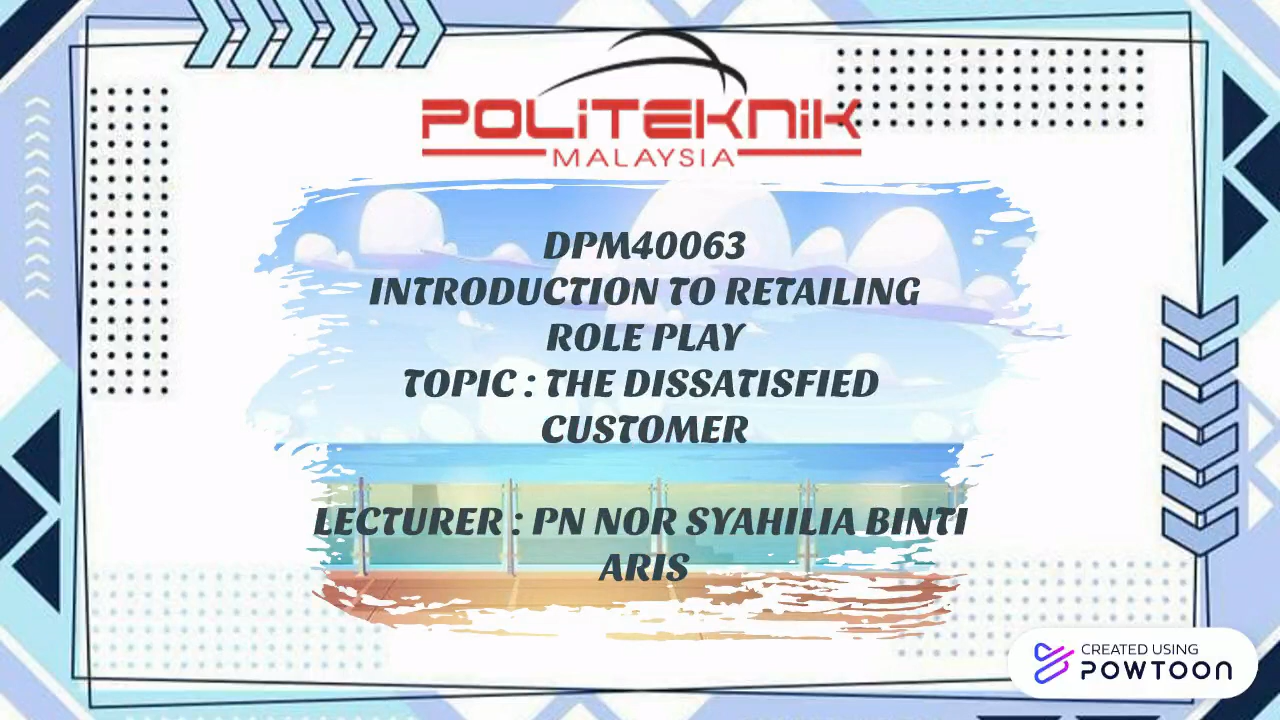 POLITEKNIK
MALAYSIA
DPM40063
INTRODUCTION TO RETAILING
ROLE PLAY
TOPIC : THE DISSATISFIED
CUSTOMER
LECTURER : PN NOR SYAHILIA BINTI
ARIS
CREATED USING
POWTOON